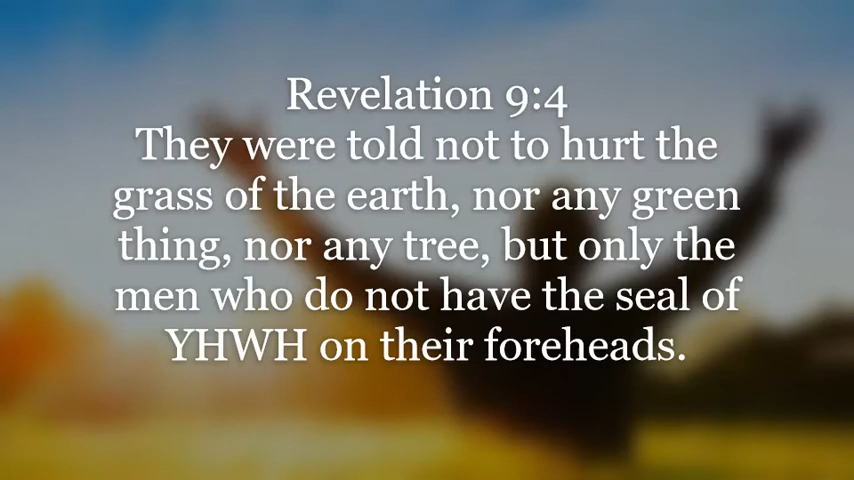 Revelation 9:4
They were told not to hurt the
grass of the earth, nor any green
thing, nor any tree, but only the
men who do not have the seal of
YHWH on their foreheads.